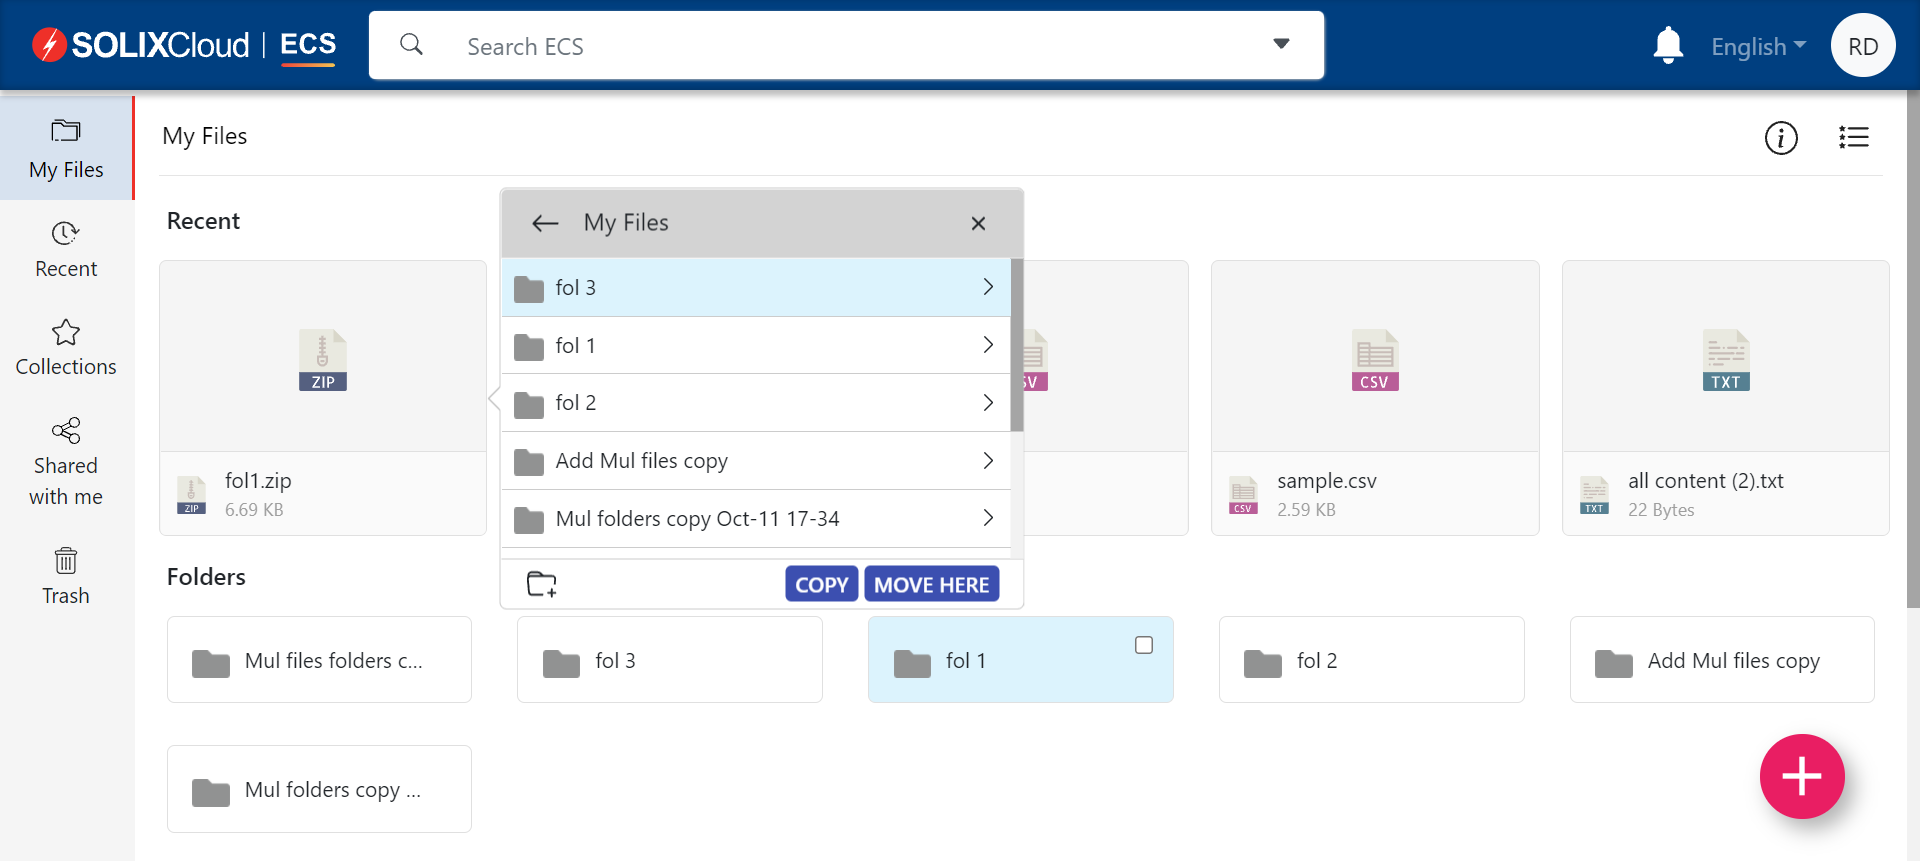 SOLIXCloud | ECS
Search ECS
English
RD
My Files
Recent
Collections
Shared
with me
Trash
My Files
Recent
ZIP
ZIP
fol1.zip
6.69 KB
My Files
fol 3
fol 1
fol 2
Add Mul files copy
Mul folders copy Oct-11 17-34
COPY
MOVE HERE
SV
CSV
CSV
sample.csv
2.59 KB
TXT
TXT
all content (2).txt
22 Bytes
Folders
Mul files folders c...
fol 3
fol 1
fol 2
Add Mul files copy
Mul folders copy ...